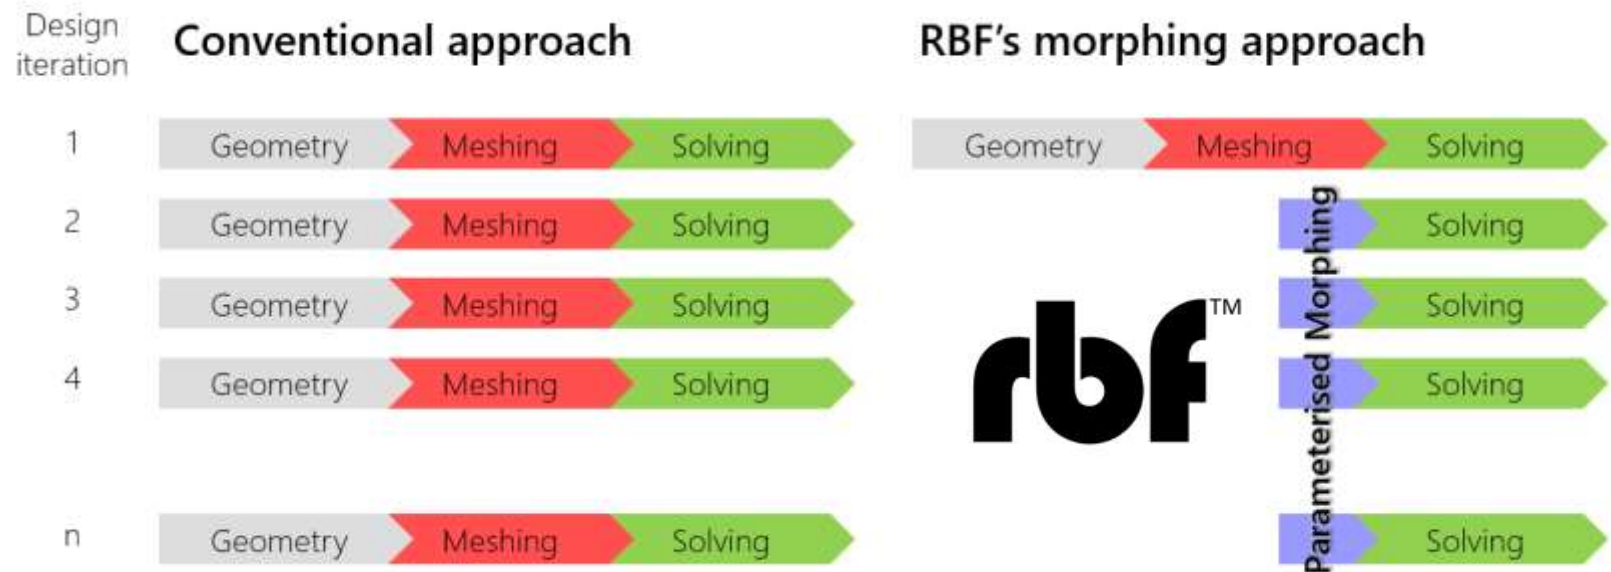 Design
iteration
Conventional approach
RBF's morphing approach
1
Geometry Meshing Solving
Geometry Meshing Solving
2
Geometry Meshing Solving
Solving
3
Geometry Meshing Solving
Solving
4
Geometry Meshing Solving
Solving
n
Geometry Meshing Solving
Solving
Parameterised Morphing
rbf™